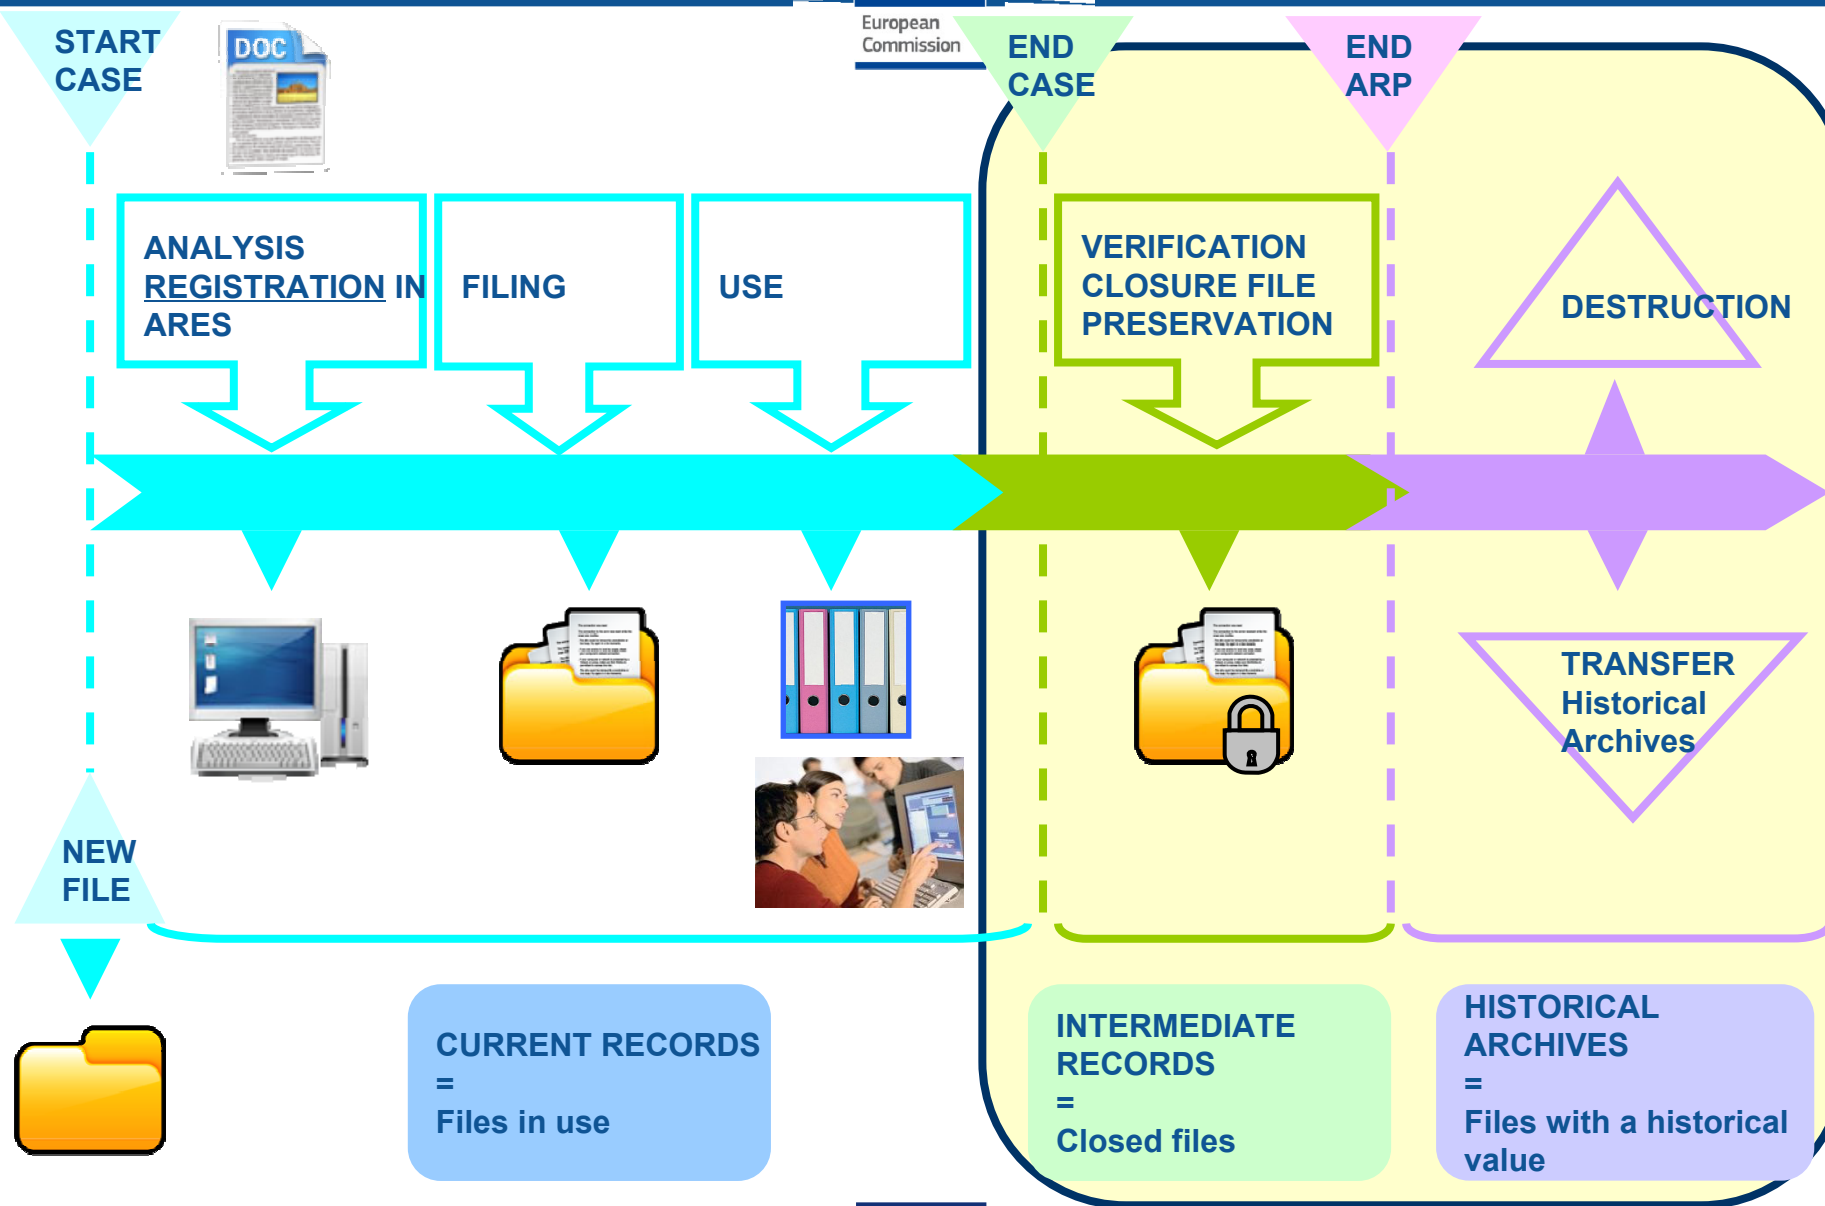 European
Commission
START
CASE
DOC
END
CASE
END
ARP
ANALYSIS
REGISTRATION IN
ARES
FILING
USE
VERIFICATION
CLOSURE FILE
PRESERVATION
DESTRUCTION
TRANSFER
Historical
Archives
NEW
FILE
CURRENT RECORDS
=
Files in use
INTERMEDIATE
RECORDS
=
Closed files
HISTORICAL
ARCHIVES
=
Files with a historical
value